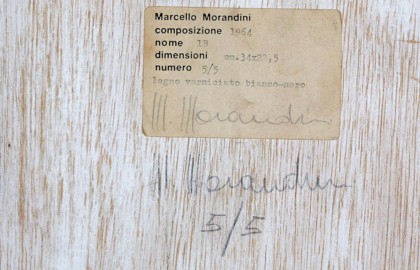 Marcello Morandini
composizione 1964
nome 18
dimensioni cm.34x22,5
numero 5/5
legno verniciato bianco-nero
M. Morandini
M. Morandini
5/5